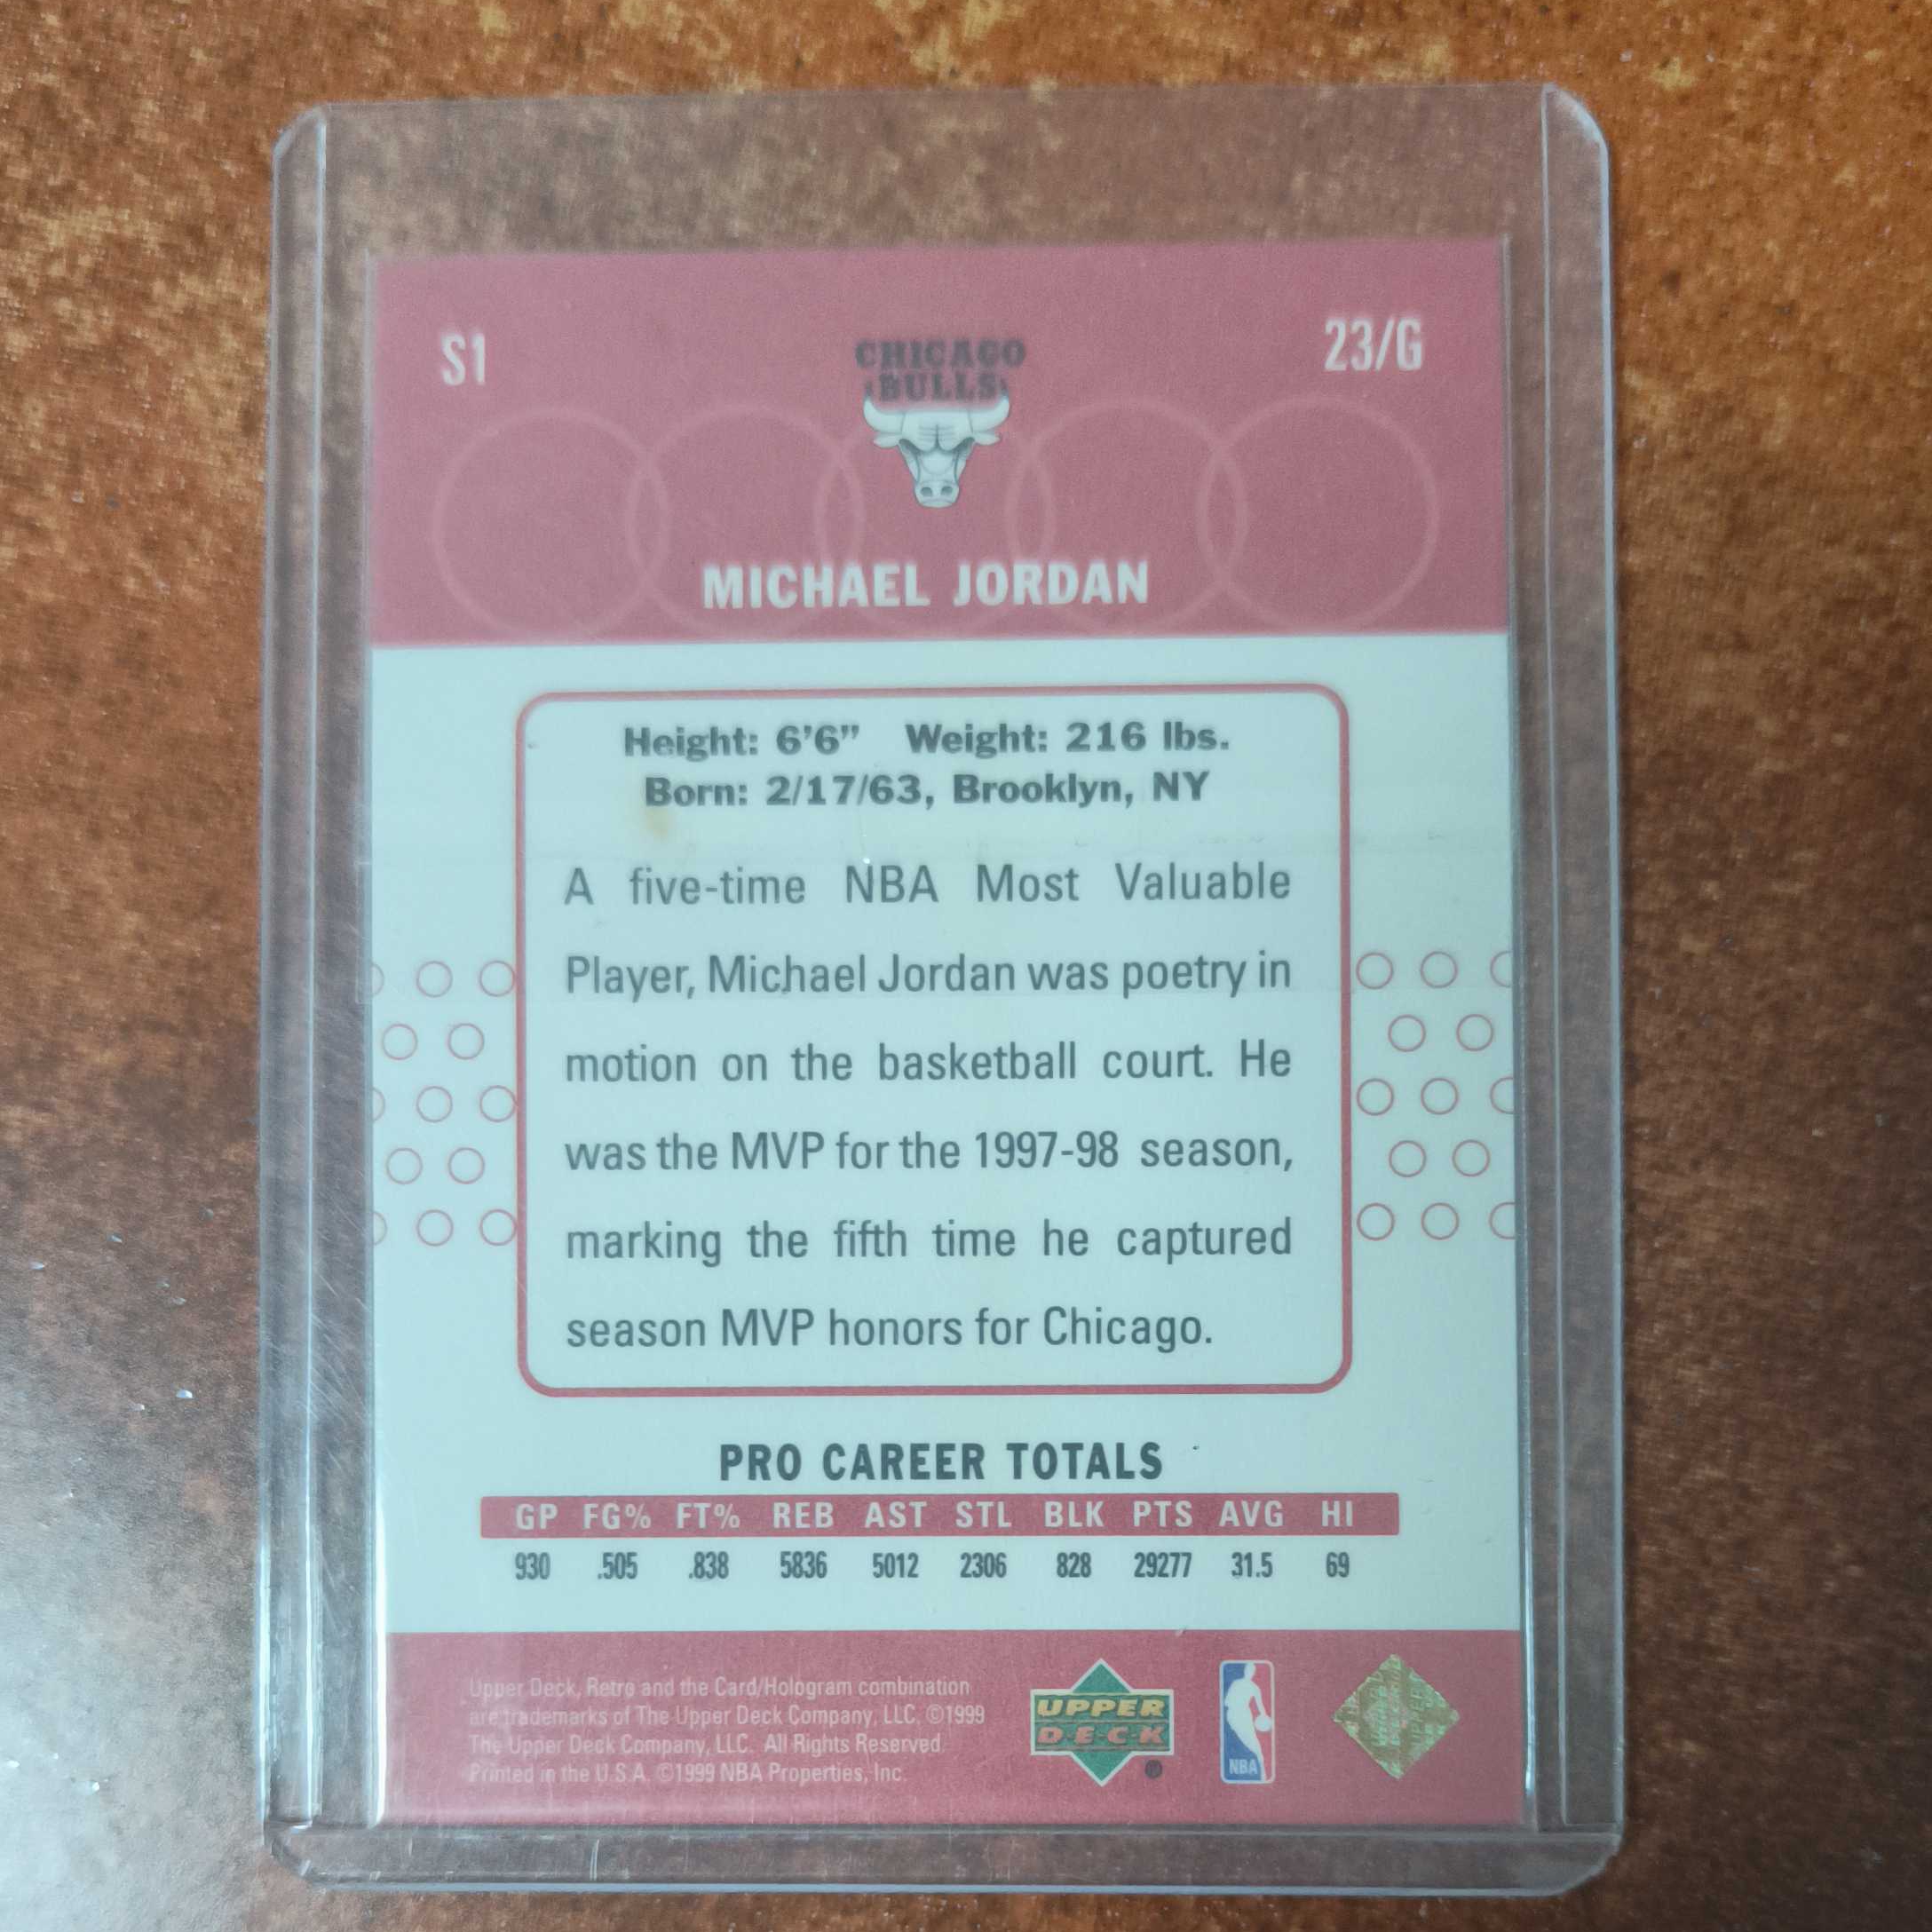 S1 23/G
CHICAGO
BULLS
MICHAEL JORDAN
Height: 6'6” Weight: 216 lbs.
Born: 2/17/63, Brooklyn, NY
A five-time NBA Most Valuable
Player, Michael Jordan was poetry in
motion on the basketball court. He
was the MVP for the 1997-98 season,
marking the fifth time he captured
season MVP honors for Chicago.
PRO CAREER TOTALS
GP FG% FT% REB AST STL BLK PTS AVG HI
930 .505 .838 5836 5012 2306 828 29277 31.5 69
Upper Deck, Retro and the Card/Hologram combination
are trademarks of The Upper Deck Company, LLC. ©1999
The Upper Deck Company, LLC. All Rights Reserved.
Printed in the U.S.A. ©1999 NBA Properties, Inc.
UPPER
DECK
®
NBA